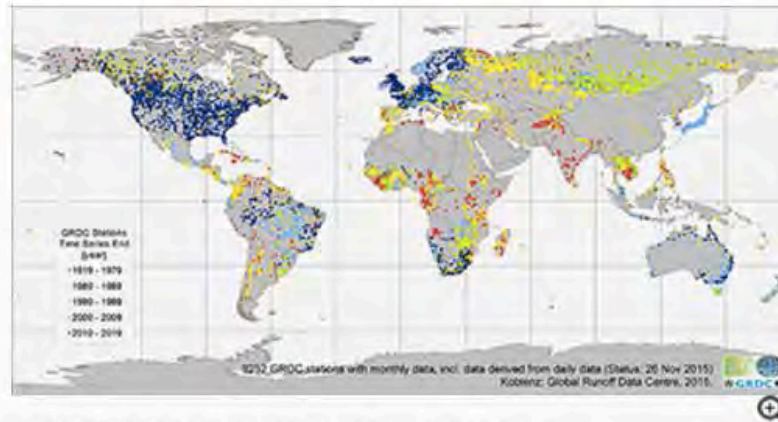 GRDC Stations
Time Series End
[year]
1919 - 1979
1980 - 1989
1990 - 1999
2000 - 2009
2010 - 2019
9252 GRDC stations with monthly data, incl. data derived from daily data (Status: 26 Nov 2015)
Koblenz: Global Runoff Data Centre, 2015.
GRDC